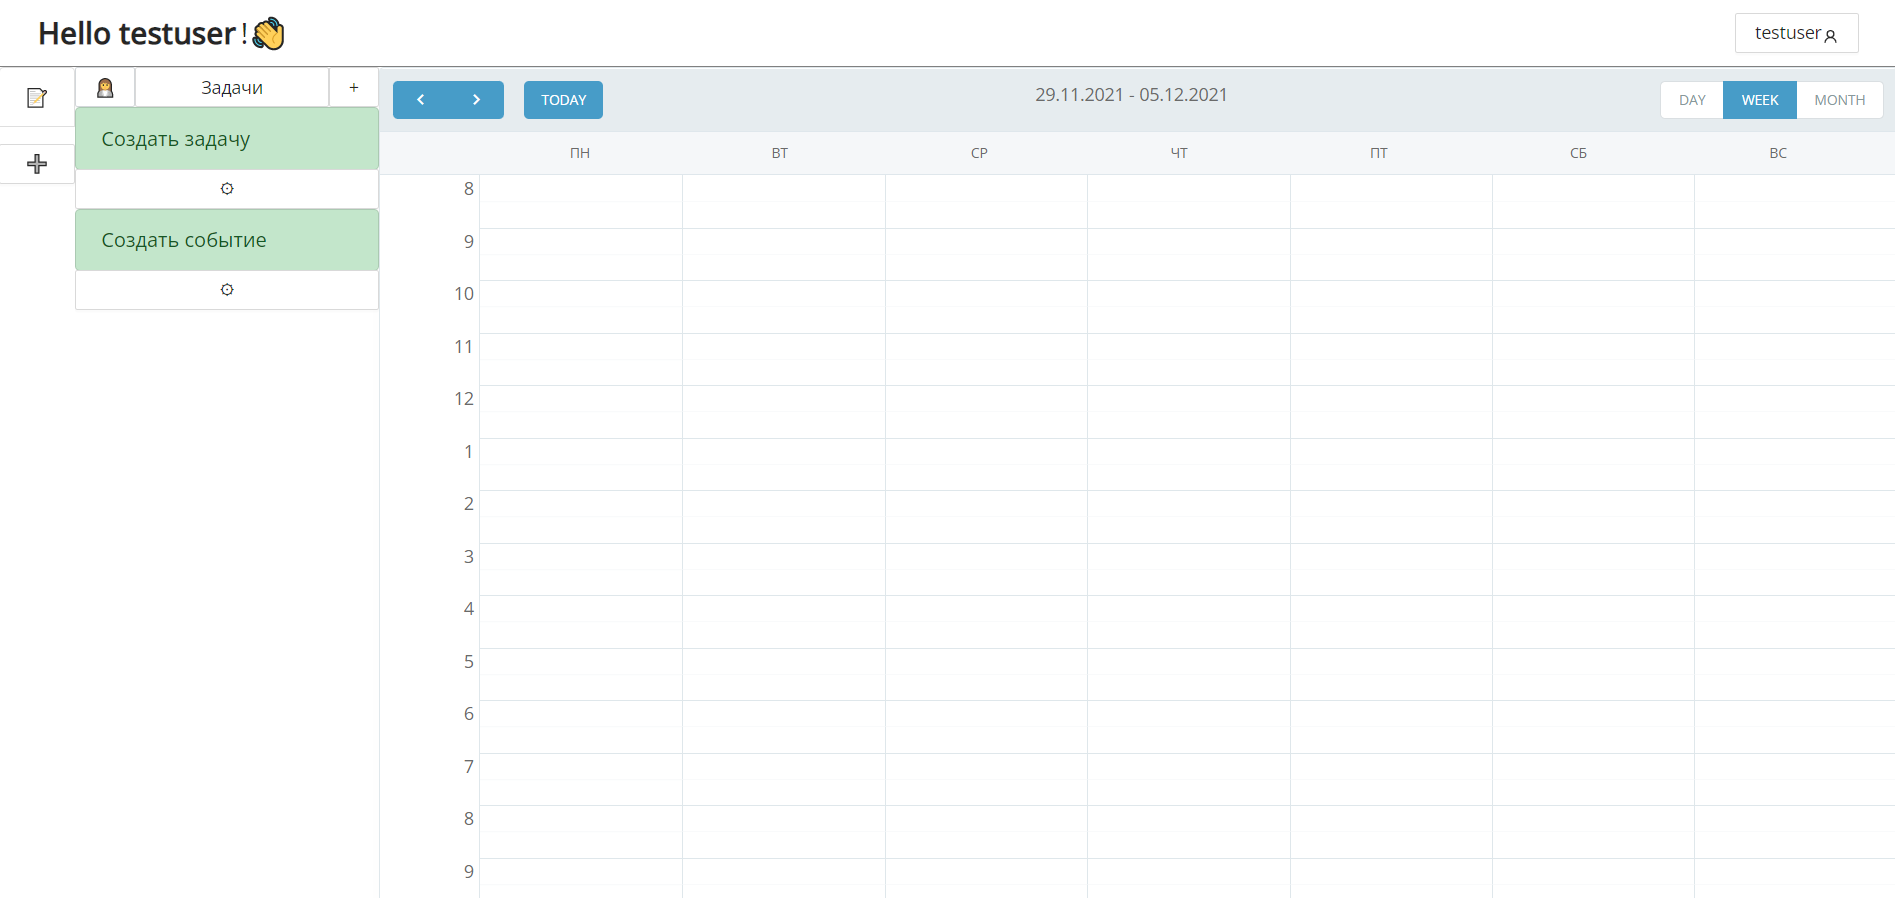 Hello testuser!👋
testuser
Задачи +
Создать задачу
Создать событие
TODAY
29.11.2021 - 05.12.2021
DAY WEEK MONTH
ПН ВТ СР ЧТ ПТ СБ ВС
8
9
10
11
12
1
2
3
4
5
6
7
8
9